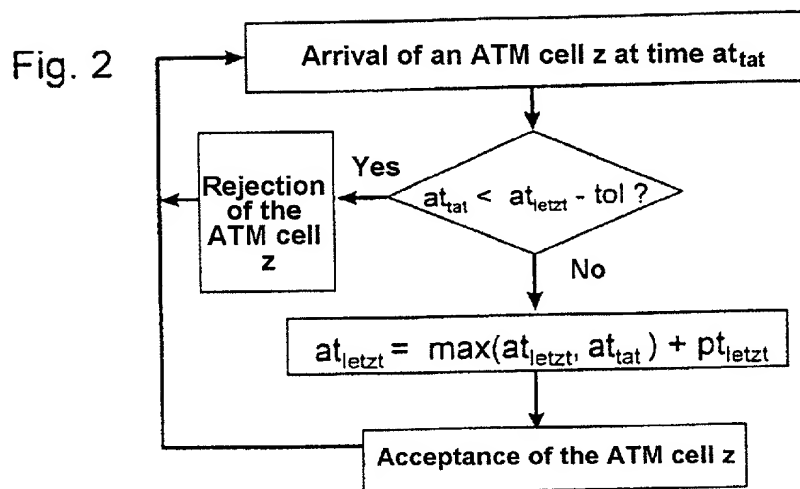 Fig. 2
Arrival of an ATM cell z at time at_tat
Yes
Rejection
of the
ATM cell
z
at_tat < at_letzt - tol ?
No
at_letzt = max(at_letzt, at_tat) + pt_letzt
Acceptance of the ATM cell z